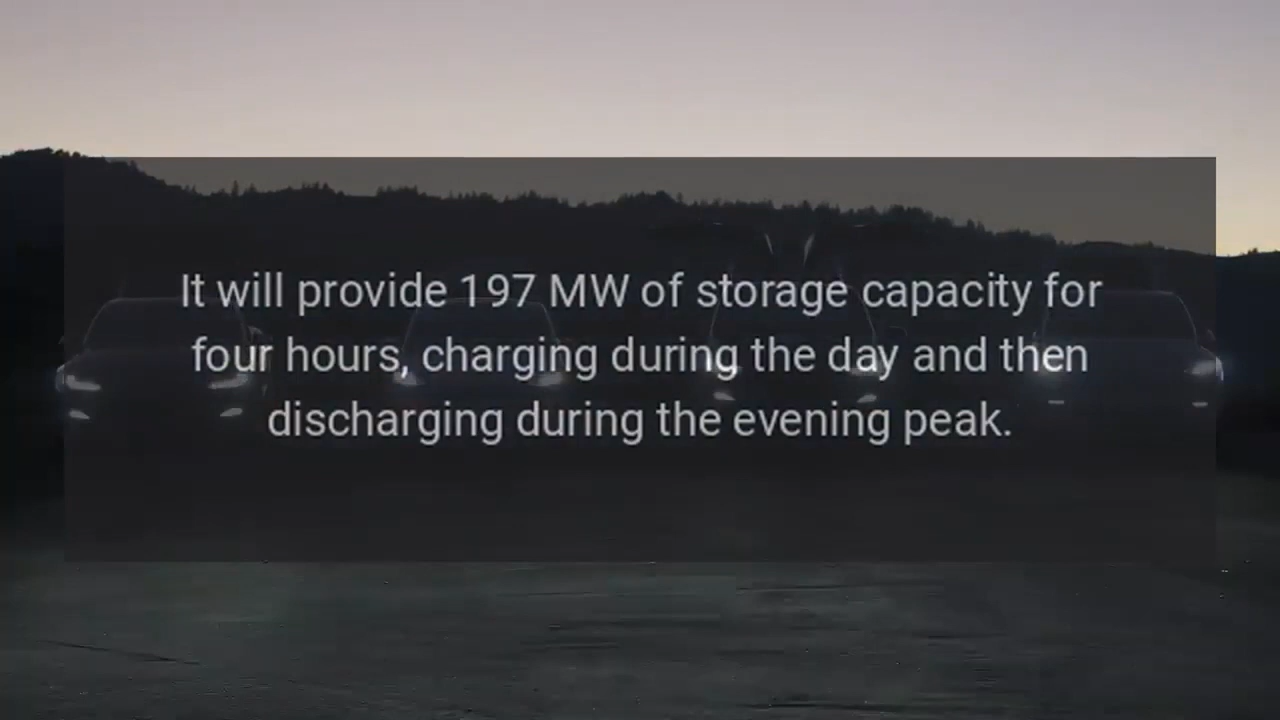 It will provide 197 MW of storage capacity for
four hours, charging during the day and then
discharging during the evening peak.